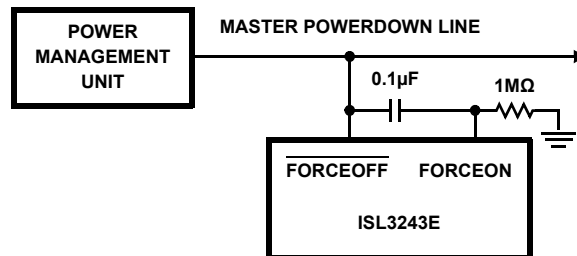 POWER
MANAGEMENT
UNIT
MASTER POWERDOWN LINE
0.1µF
1MΩ
FORCEOFF FORCEON
ISL3243E